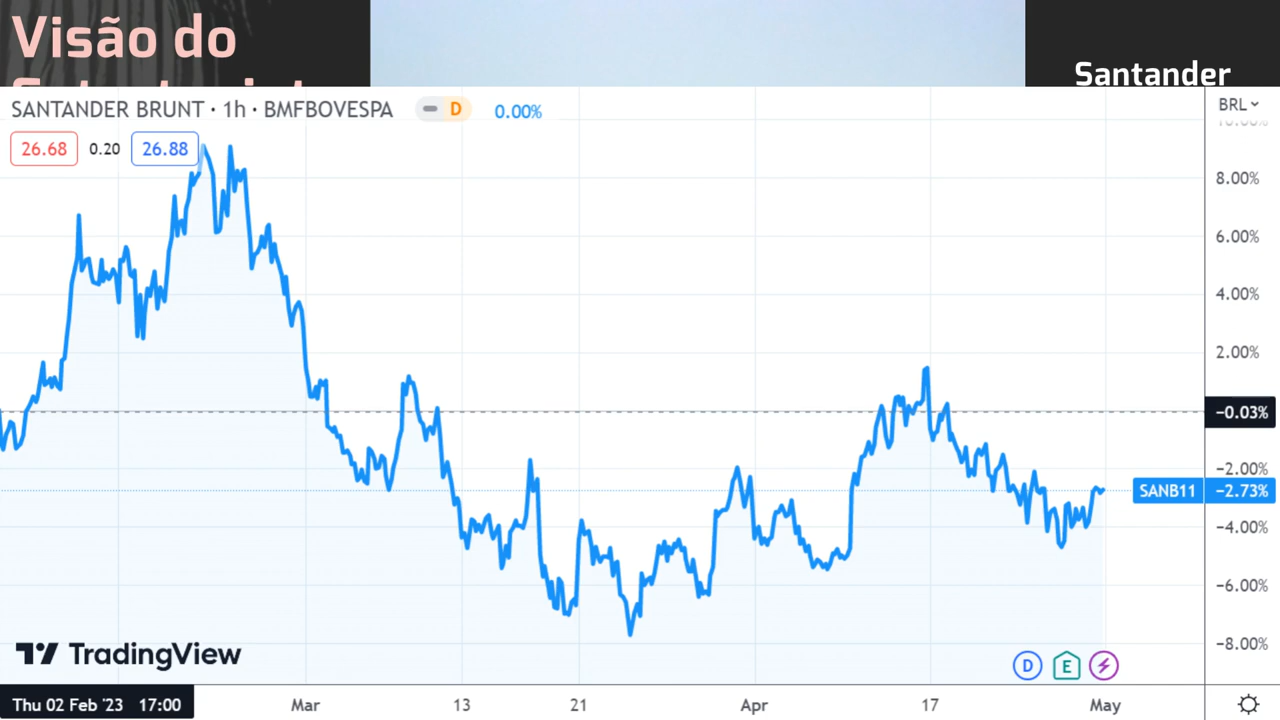 Visão do
Santander
SANTANDER BRUNT · 1h · BMFBOVESPA
D
0.00%
BRL
26.68
0.20
26.88
8.00%
6.00%
4.00%
2.00%
−0.03%
−2.00%
SANB11
−2.73%
−4.00%
−6.00%
−8.00%
TradingView
D
E
Thu 02 Feb '23 17:00
Mar
13
21
Apr
17
May